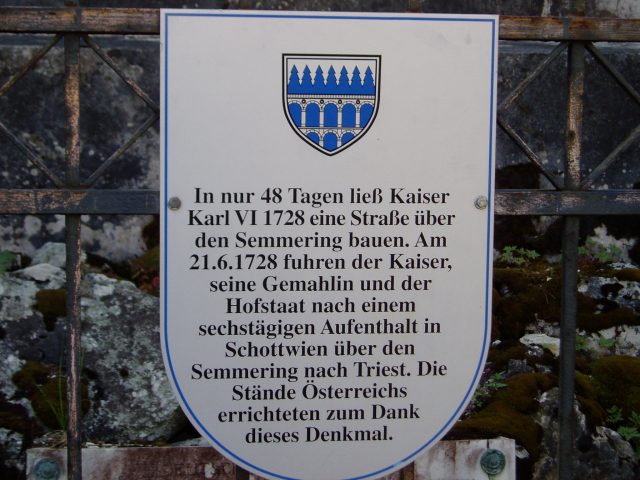 In nur 48 Tagen ließ Kaiser
Karl VI 1728 eine Straße über
den Semmering bauen. Am
21.6.1728 fuhren der Kaiser,
seine Gemahlin und der
Hofstaat nach einem
sechstägigen Aufenthalt in
Schottwien über den
Semmering nach Triest. Die
Stände Österreichs
errichteten zum Dank
dieses Denkmal.